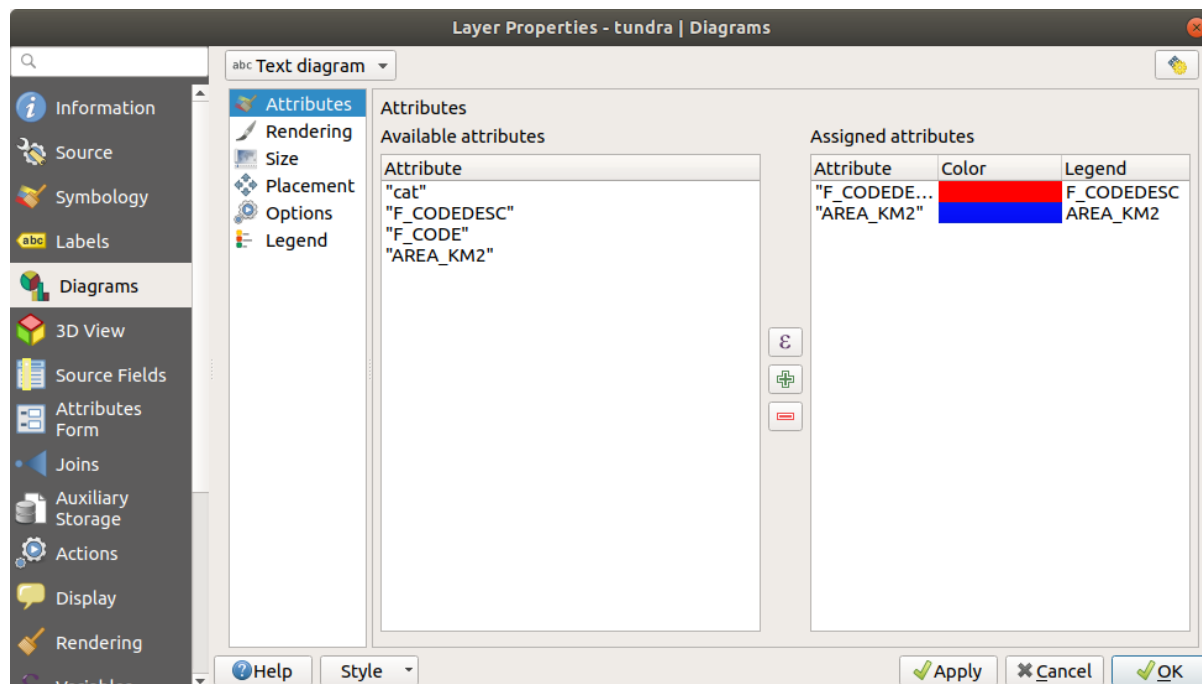 Layer Properties - tundra | Diagrams
abc Text diagram
Information
Source
Symbology
abc Labels
Diagrams
3D View
Source Fields
Attributes
Form
Joins
Auxiliary
Storage
Actions
Display
Rendering
Attributes
Rendering
Size
Placement
Options
Legend
Attributes
Available attributes
Attribute
"cat"
"F_CODEDESC"
"F_CODE"
"AREA_KM2"
ε
Assigned attributes
Attribute Color Legend
"F_CODEDE... F_CODEDESC
"AREA_KM2" AREA_KM2
Help Style Apply Cancel OK